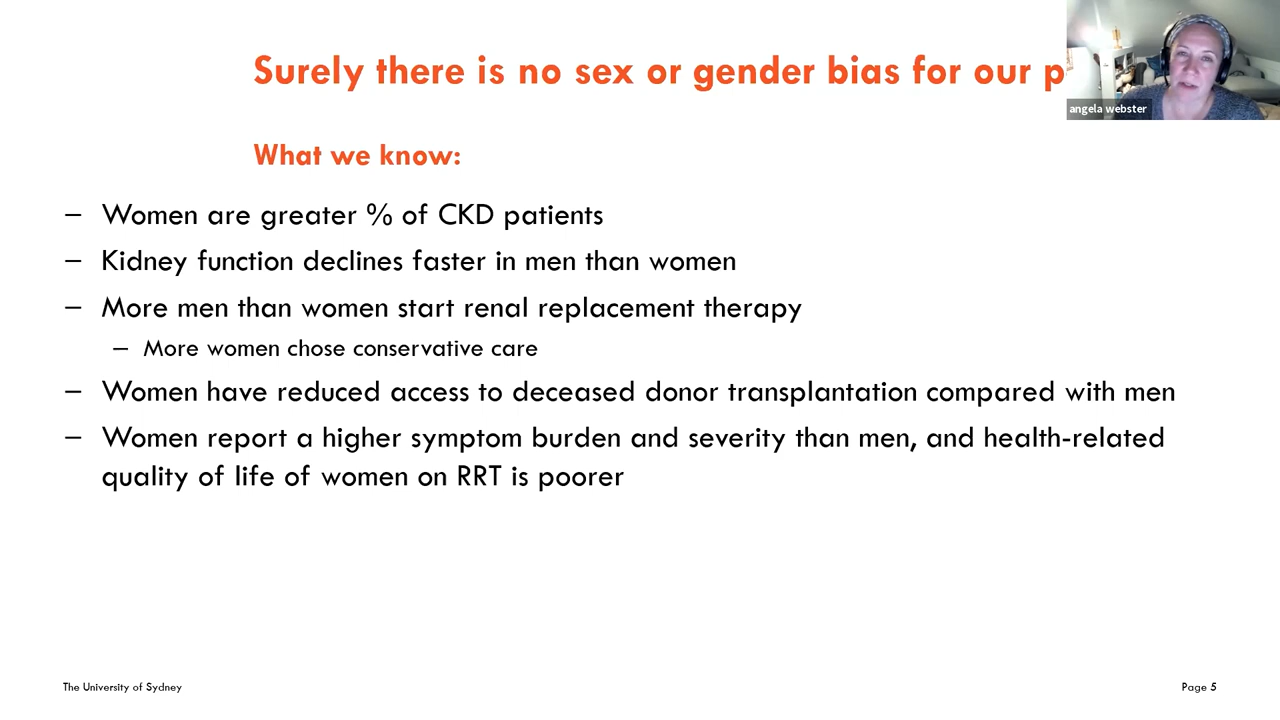 Surely there is no sex or gender bias for our
angela webster
What we know:
– Women are greater % of CKD patients
– Kidney function declines faster in men than women
– More men than women start renal replacement therapy
– More women chose conservative care
– Women have reduced access to deceased donor transplantation compared with men
– Women report a higher symptom burden and severity than men, and health-related
quality of life of women on RRT is poorer
The University of Sydney
Page 5